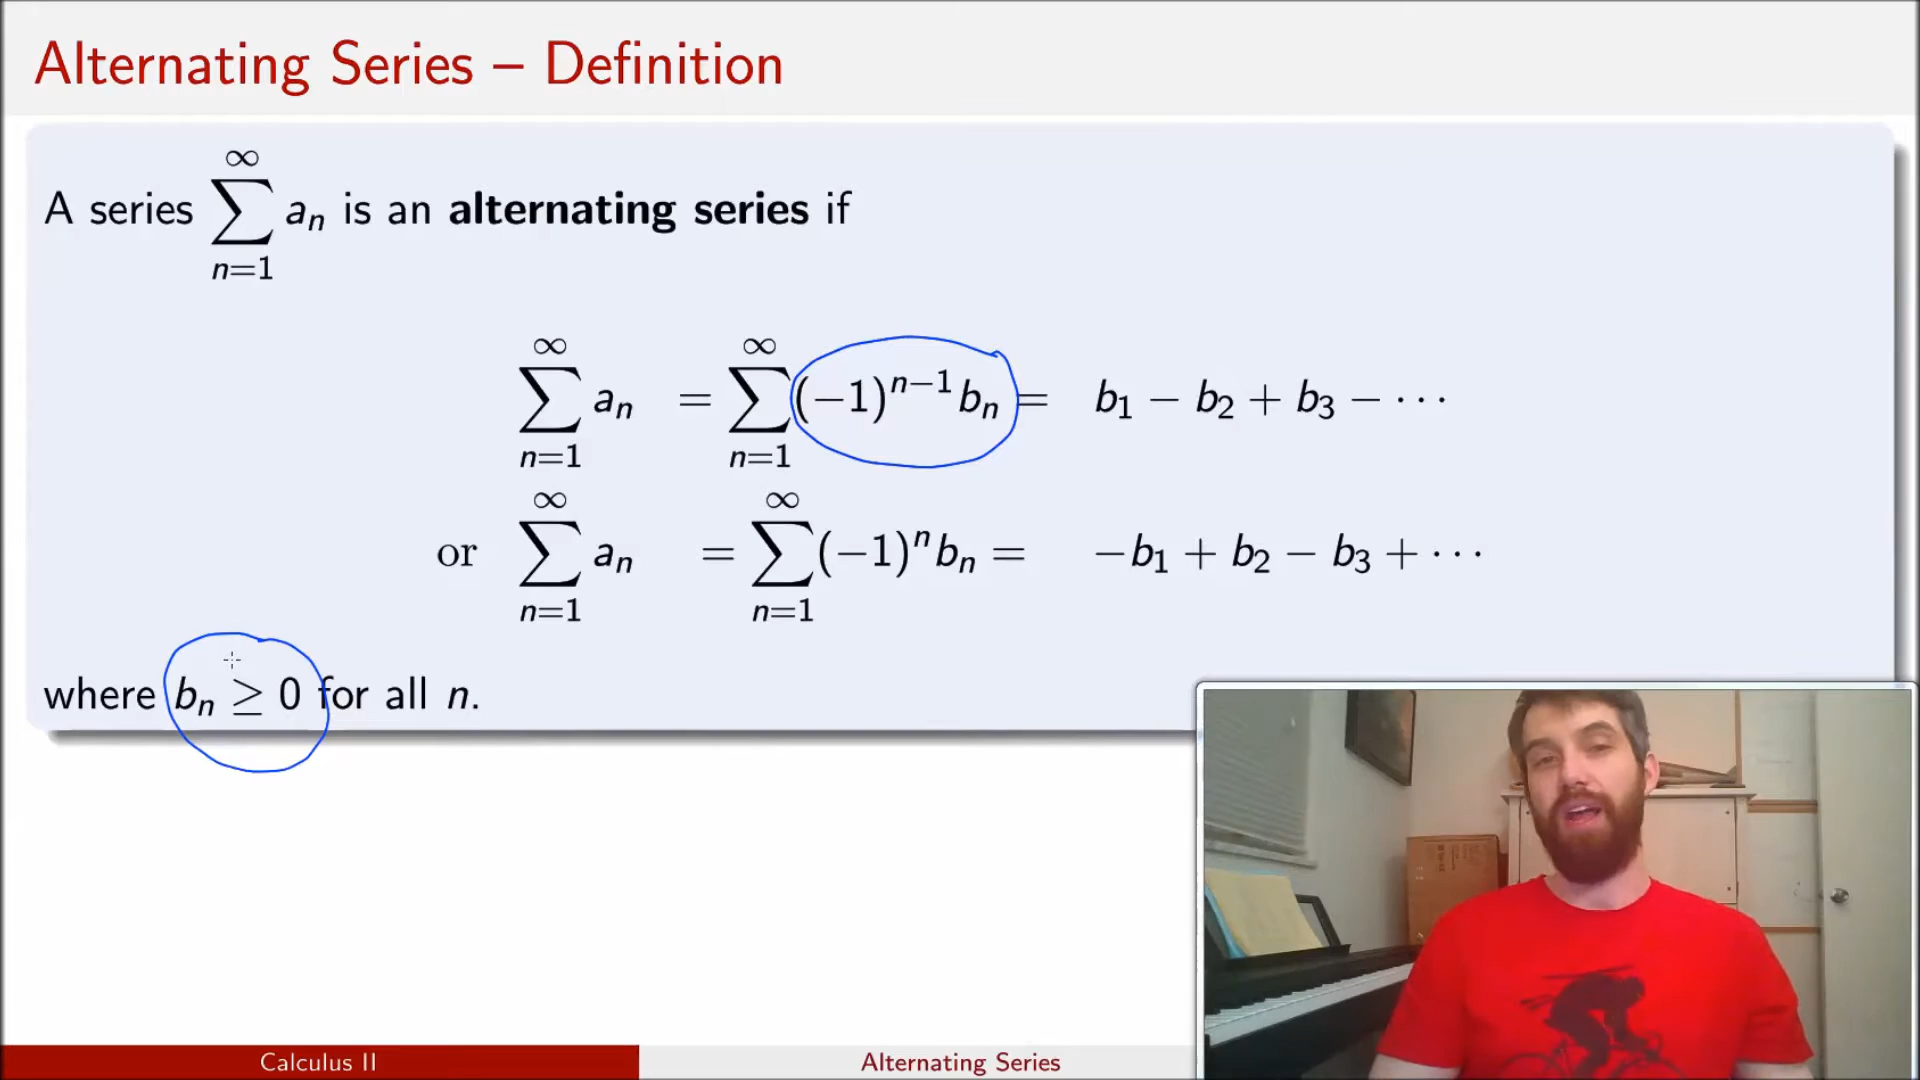 Alternating Series – Definition
A series ∑_{n=1}^{∞} a_n is an alternating series if
∑_{n=1}^{∞} a_n = ∑_{n=1}^{∞} (−1)^{n−1} b_n = b_1 − b_2 + b_3 − ⋯
or ∑_{n=1}^{∞} a_n = ∑_{n=1}^{∞} (−1)^n b_n = −b_1 + b_2 − b_3 + ⋯
where b_n ≥ 0 for all n.
Calculus II
Alternating Series